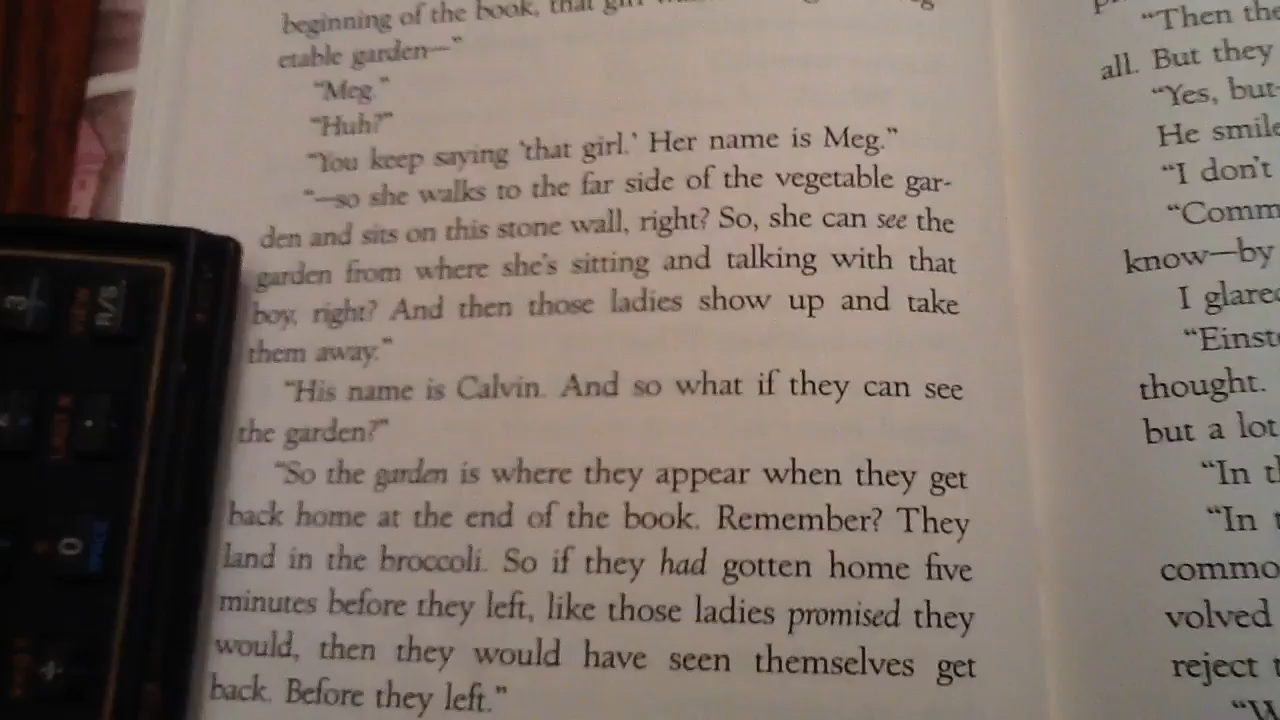 beginning of the book, that
etable garden—"
"Meg."
"Huh?"
"You keep saying 'that girl.' Her name is Meg."
"—so she walks to the far side of the vegetable gar-
den and sits on this stone wall, right? So, she can see the
garden from where she's sitting and talking with that
boy, right? And then those ladies show up and take
them away."
"His name is Calvin. And so what if they can see
the garden?"
"So the garden is where they appear when they get
back home at the end of the book. Remember? They
land in the broccoli. So if they had gotten home five
minutes before they left, like those ladies promised they
would, then they would have seen themselves get
back. Before they left."
"Then the
all. But they
"Yes, but
He smile
"I don't
"Comm
know—by
I glared
"Einst
thought.
but a lot
"In th
"In
commo
volved
reject t
"W
R/S
0